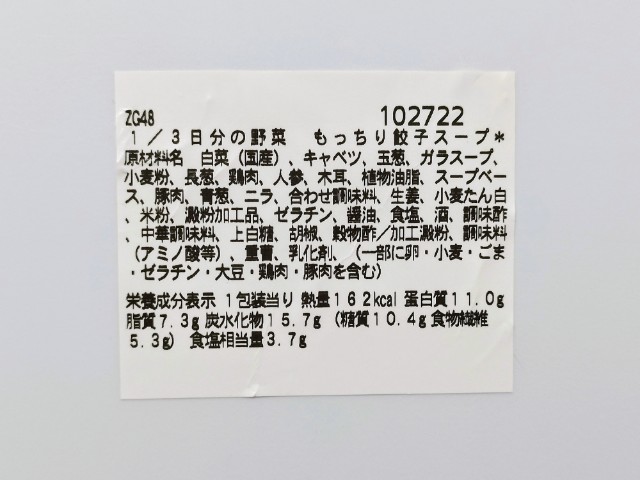 ZG48 102722
1／3日分の野菜 もっちり餃子スープ＊
原材料名 白菜（国産）、キャベツ、玉葱、ガラスープ、
小麦粉、長葱、鶏肉、人参、木耳、植物油脂、スープベー
ス、豚肉、青葱、ニラ、合わせ調味料、生姜、小麦たん白
、米粉、澱粉加工品、ゼラチン、醤油、食塩、酒、調味酢
、中華調味料、上白糖、胡椒、穀物酢／加工澱粉、調味料
（アミノ酸等）、重曹、乳化剤、（一部に卵・小麦・ごま
・ゼラチン・大豆・鶏肉・豚肉を含む）
栄養成分表示 1包装当り 熱量162kcal 蛋白質11.0g
脂質7.3g 炭水化物15.7g （糖質10.4g 食物繊維
5.3g） 食塩相当量3.7g